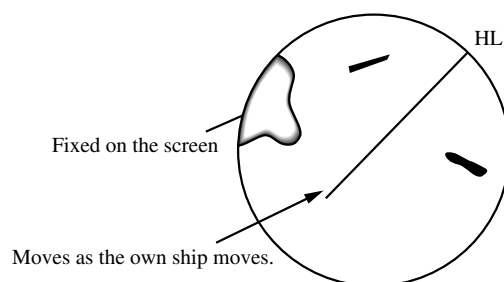 HL
Fixed on the screen
Moves as the own ship moves.